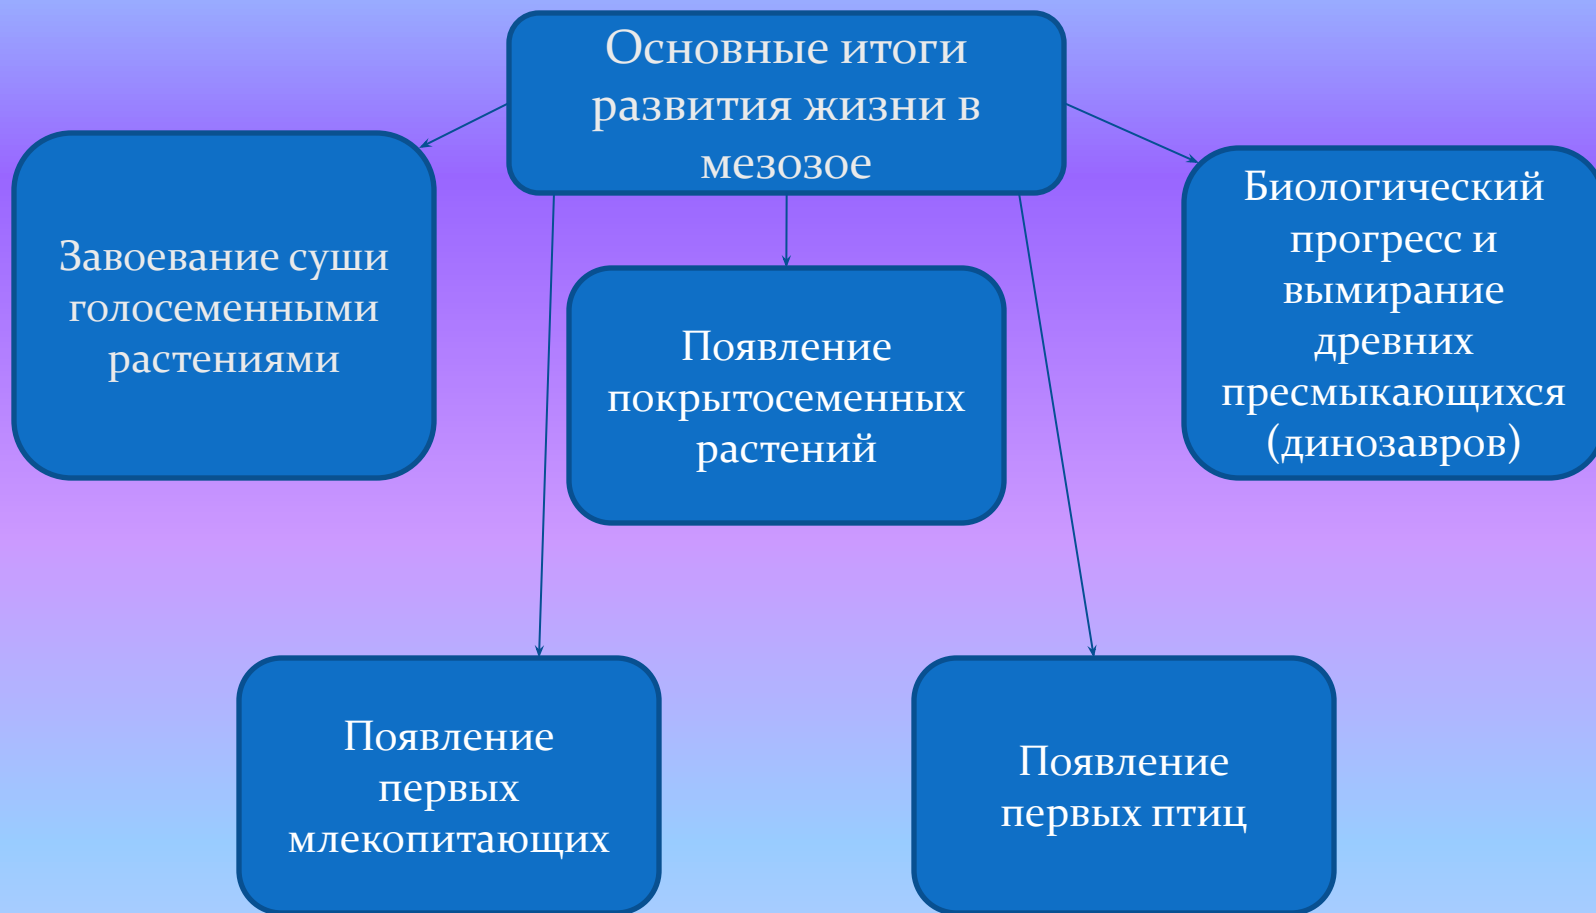 Основные итоги
развития жизни в
мезозое
Завоевание суши
голосеменными
растениями
Появление
покрытосеменных
растений
Биологический
прогресс и
вымирание
древних
пресмыкающихся
(динозавров)
Появление
первых
млекопитающих
Появление
первых птиц